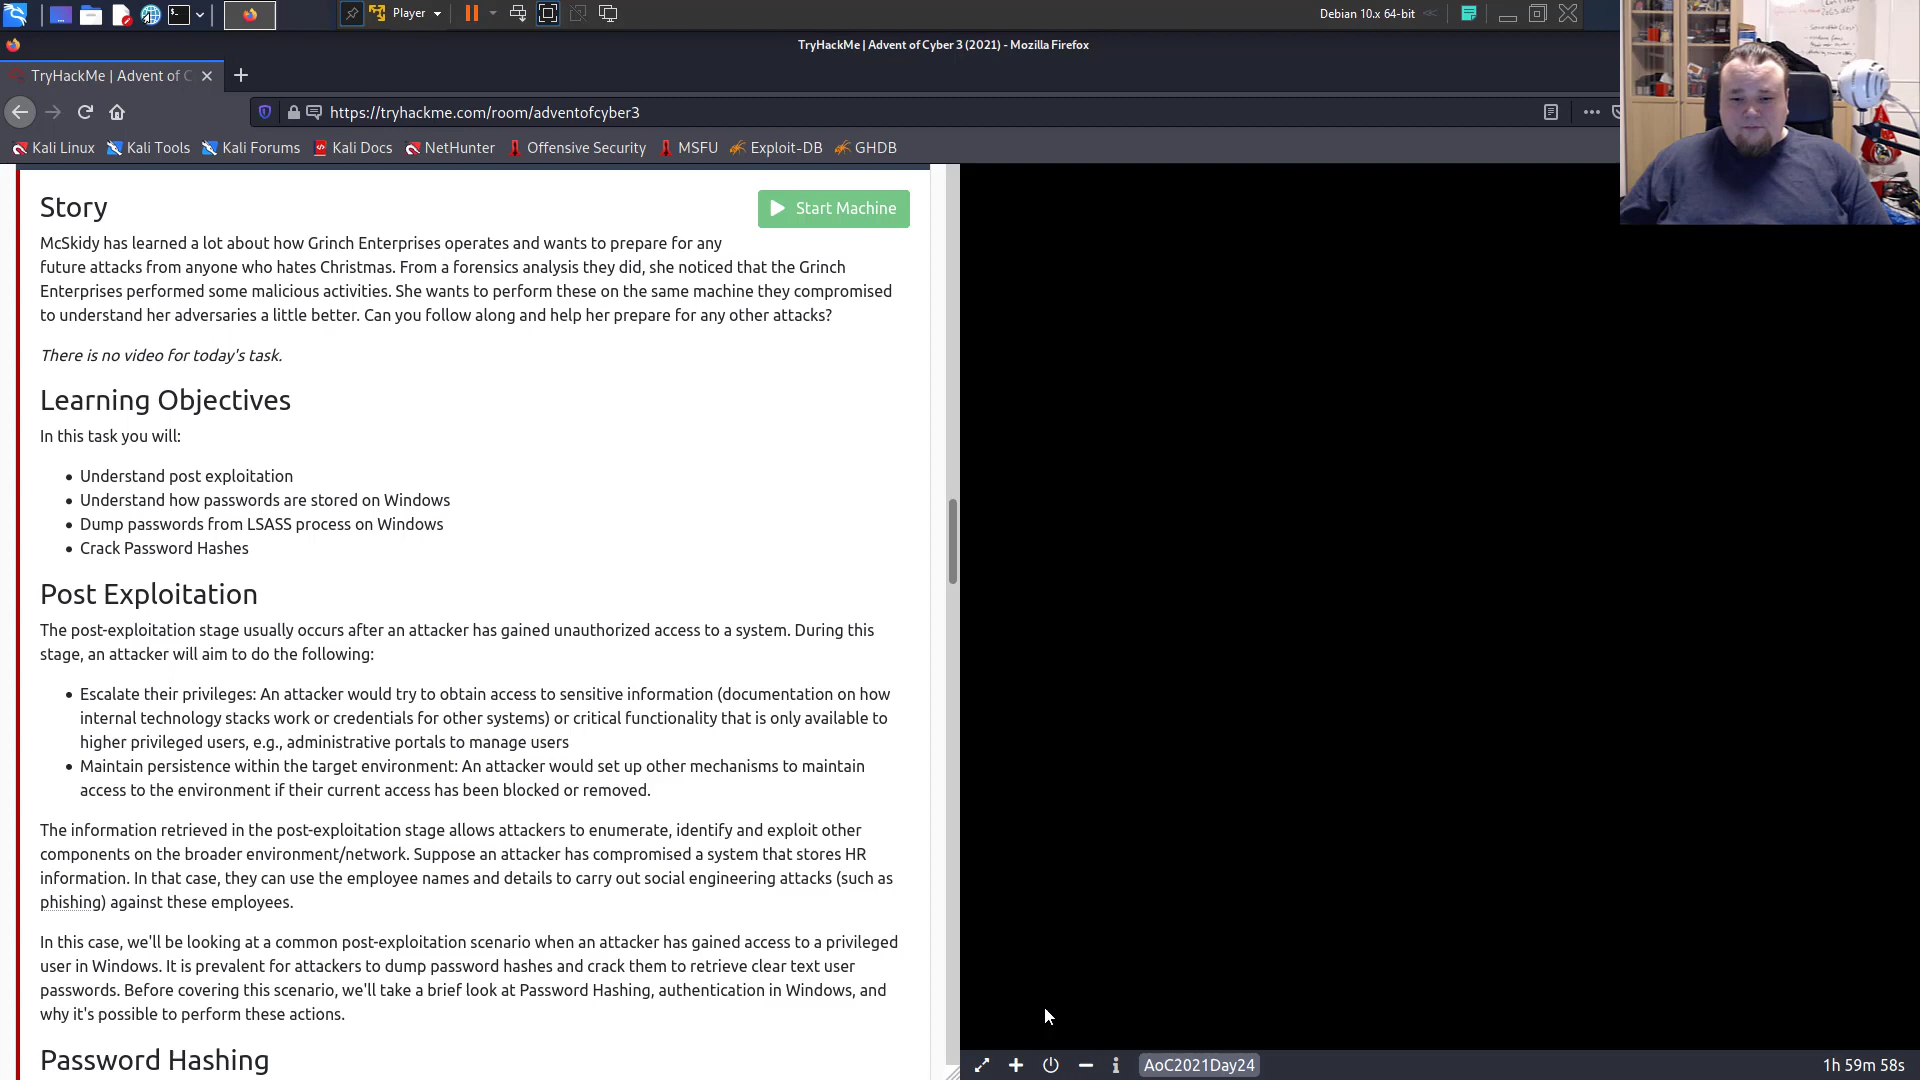 Player
Debian 10.x 64-bit
TryHackMe | Advent of Cyber 3 (2021) - Mozilla Firefox
TryHackMe | Advent of C
https://tryhackme.com/room/adventofcyber3
Kali Linux Kali Tools Kali Forums Kali Docs NetHunter Offensive Security MSFU Exploit-DB GHDB
Story
Start Machine
McSkidy has learned a lot about how Grinch Enterprises operates and wants to prepare for any
future attacks from anyone who hates Christmas. From a forensics analysis they did, she noticed that the Grinch
Enterprises performed some malicious activities. She wants to perform these on the same machine they compromised
to understand her adversaries a little better. Can you follow along and help her prepare for any other attacks?
There is no video for today's task.
Learning Objectives
In this task you will:
Understand post exploitation
Understand how passwords are stored on Windows
Dump passwords from LSASS process on Windows
Crack Password Hashes
Post Exploitation
The post-exploitation stage usually occurs after an attacker has gained unauthorized access to a system. During this
stage, an attacker will aim to do the following:
Escalate their privileges: An attacker would try to obtain access to sensitive information (documentation on how
internal technology stacks work or credentials for other systems) or critical functionality that is only available to
higher privileged users, e.g., administrative portals to manage users
Maintain persistence within the target environment: An attacker would set up other mechanisms to maintain
access to the environment if their current access has been blocked or removed.
The information retrieved in the post-exploitation stage allows attackers to enumerate, identify and exploit other
components on the broader environment/network. Suppose an attacker has compromised a system that stores HR
information. In that case, they can use the employee names and details to carry out social engineering attacks (such as
phishing) against these employees.
In this case, we'll be looking at a common post-exploitation scenario when an attacker has gained access to a privileged
user in Windows. It is prevalent for attackers to dump password hashes and crack them to retrieve clear text user
passwords. Before covering this scenario, we'll take a brief look at Password Hashing, authentication in Windows, and
why it's possible to perform these actions.
Password Hashing
AoC2021Day24
1h 59m 58s